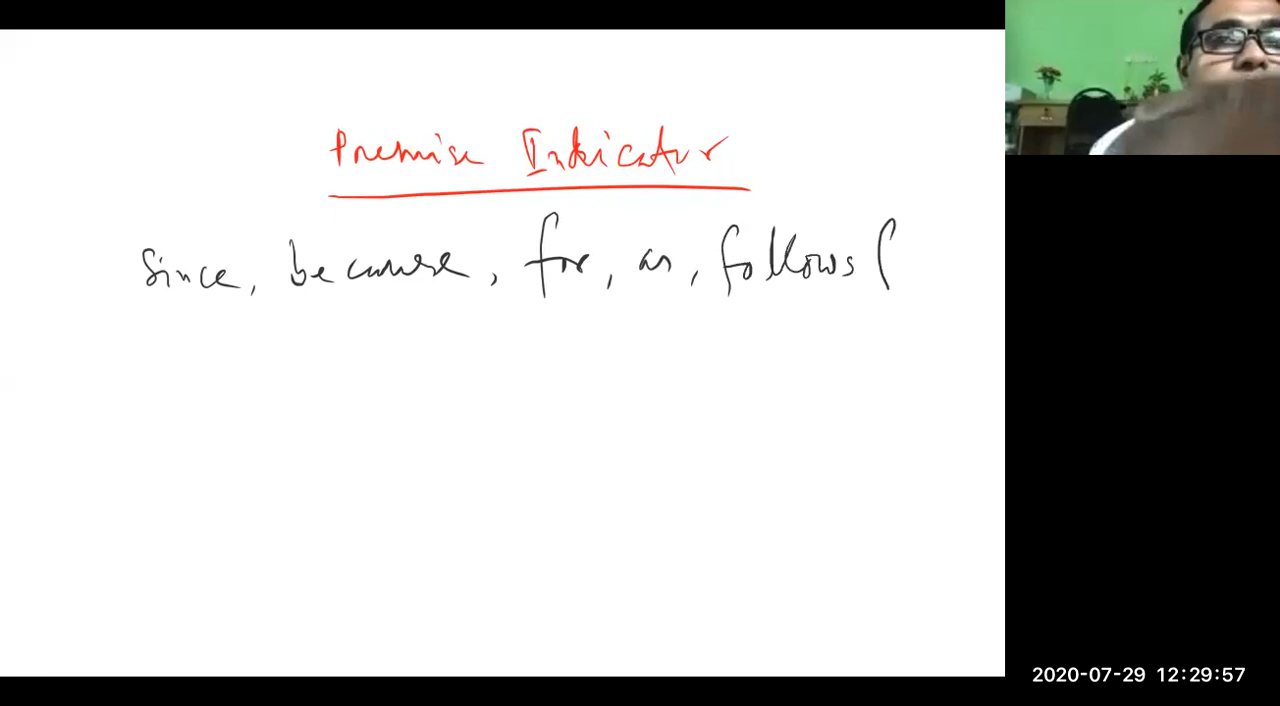 Premise Indicator
Since, because, for, as, follows (
2020-07-29 12:29:57